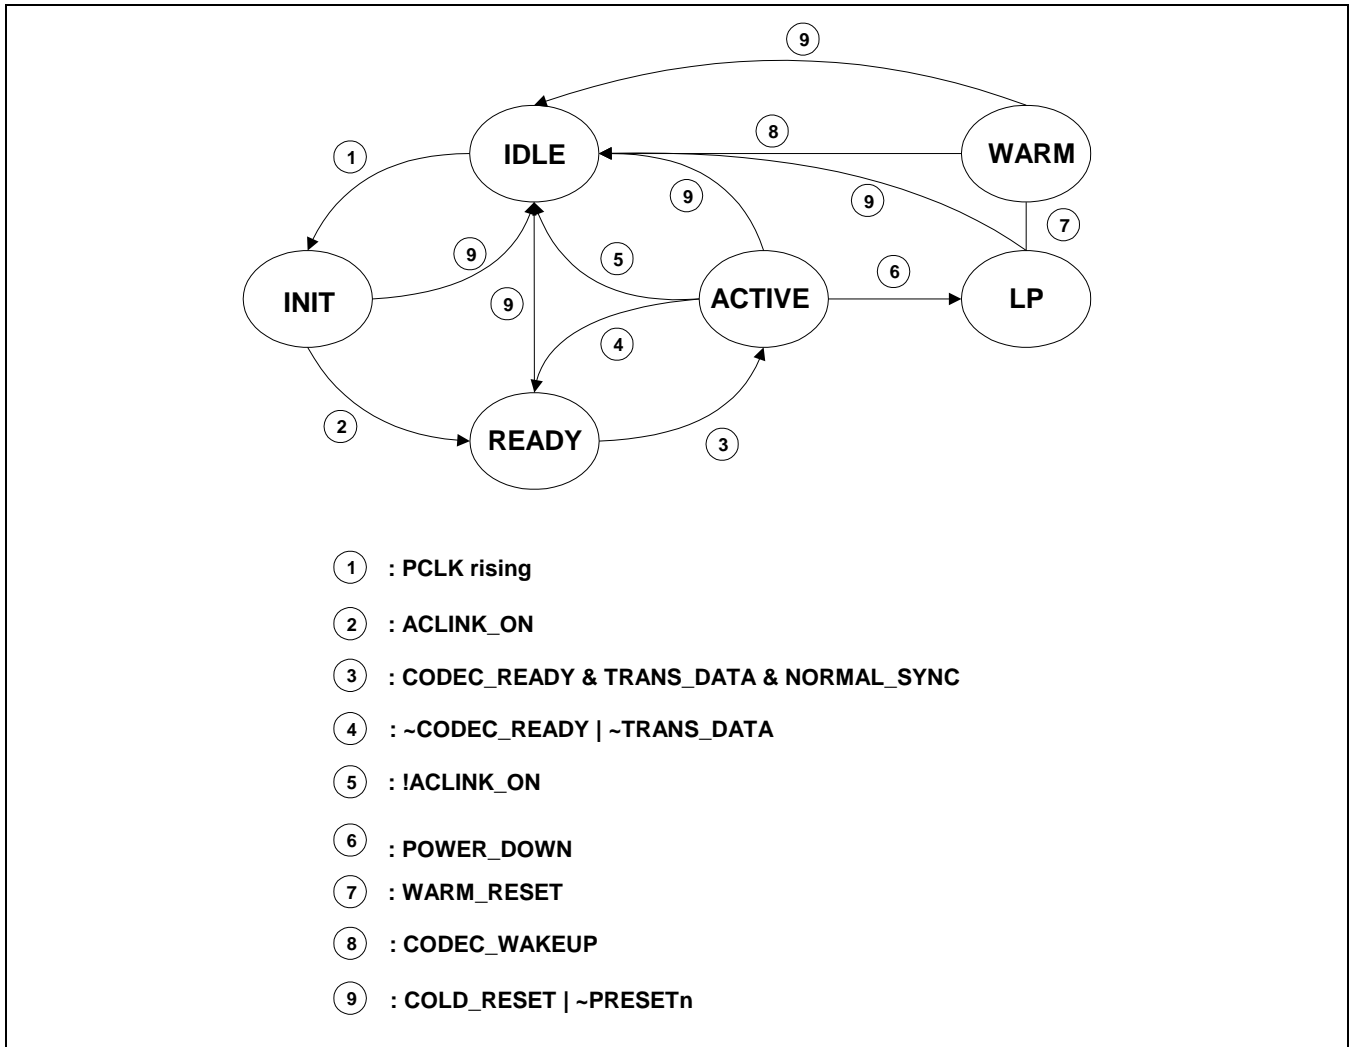 9
8
IDLE
WARM
1
9
9
7
9
5
6
INIT
9
ACTIVE
LP
4
2
READY
3
1 : PCLK rising
2 : ACLINK_ON
3 : CODEC_READY & TRANS_DATA & NORMAL_SYNC
4 : ~CODEC_READY | ~TRANS_DATA
5 : !ACLINK_ON
6 : POWER_DOWN
7 : WARM_RESET
8 : CODEC_WAKEUP
9 : COLD_RESET | ~PRESETn